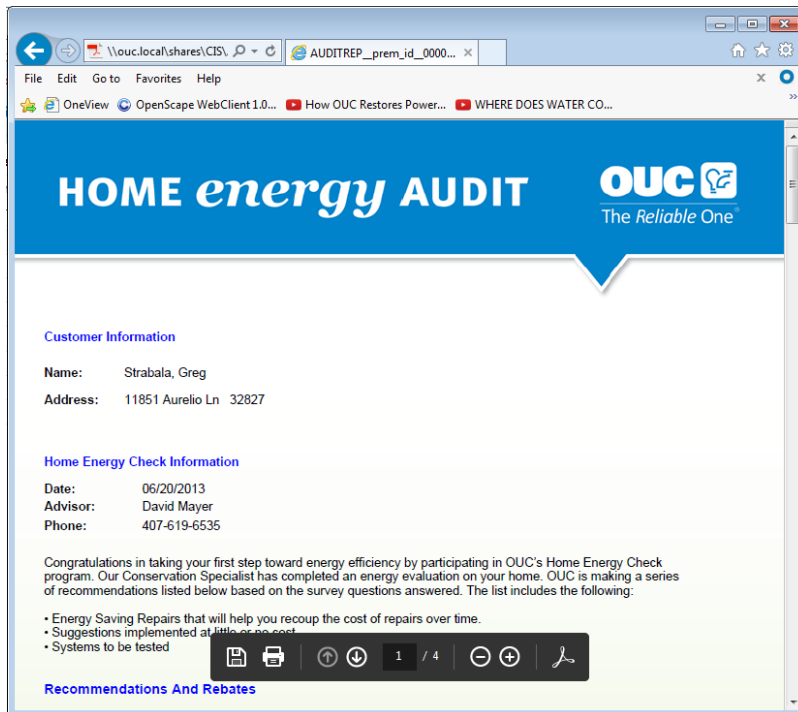 \\ouc.local\shares\CIS\
AUDITREP__prem_id__0000...
File Edit Go to Favorites Help
OneView OpenScape WebClient 1.0... How OUC Restores Power... WHERE DOES WATER CO...
HOME energy AUDIT
OUC
The Reliable One
Customer Information
Name: Strabala, Greg
Address: 11851 Aurelio Ln 32827
Home Energy Check Information
Date: 06/20/2013
Advisor: David Mayer
Phone: 407-619-6535
Congratulations in taking your first step toward energy efficiency by participating in OUC's Home Energy Check
program. Our Conservation Specialist has completed an energy evaluation on your home. OUC is making a series
of recommendations listed below based on the survey questions answered. The list includes the following:
• Energy Saving Repairs that will help you recoup the cost of repairs over time.
• Suggestions implemented at little or no cost
• Systems to be tested
1 / 4
Recommendations And Rebates